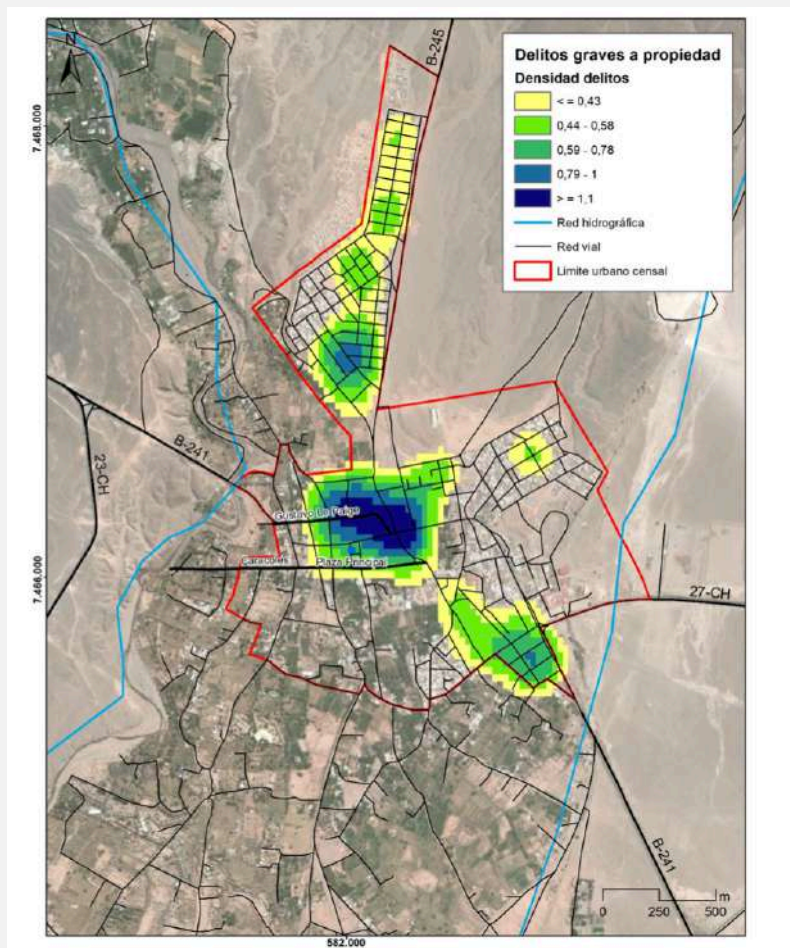 N
B-245
Delitos graves a propiedad
Densidad delitos
< = 0,43
0,44 - 0,58
0,59 - 0,78
0,79 - 1
> = 1,1
Red hidrográfica
Red vial
Limite urbano censal
7.468.000
B-241
23-CH
Gustavo Le Paige
Caracoles
Plaza Principal
7.466.000
27-CH
B-241
m
0 250 500
582.000